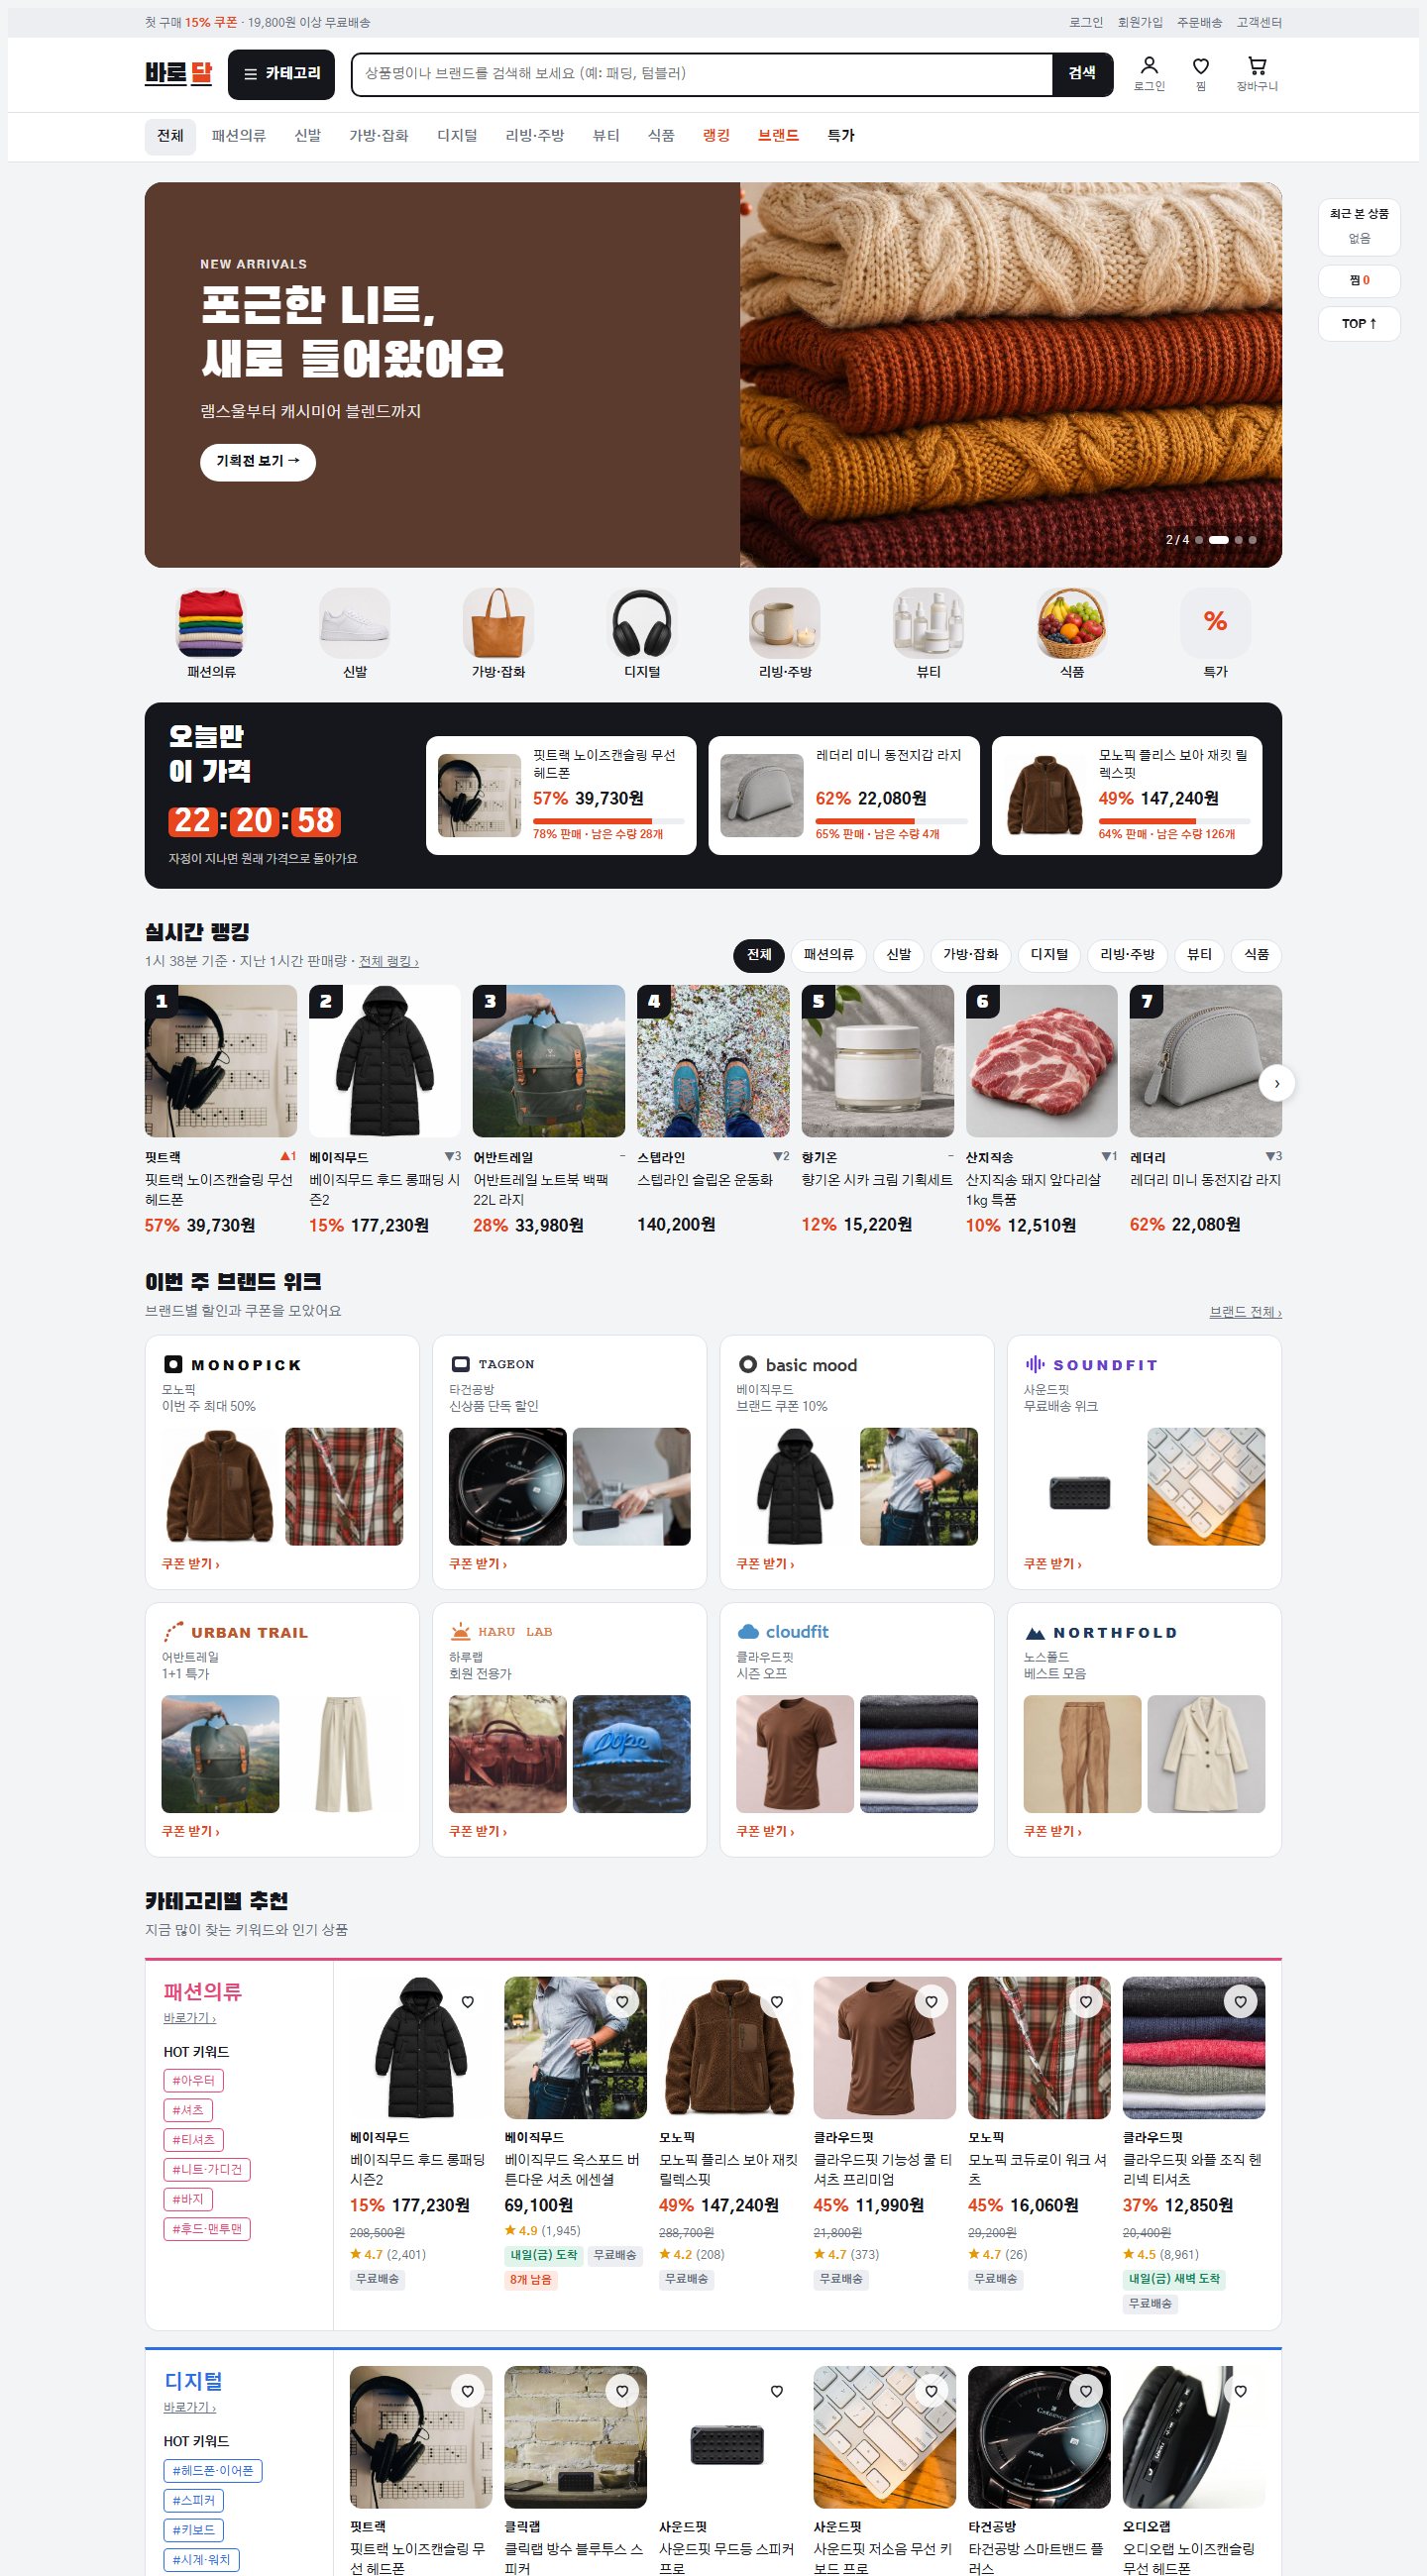 첫 구매 15% 쿠폰 · 19,800원 이상 무료배송
로그인 회원가입 주문배송 고객센터
바로달
카테고리
상품명이나 브랜드를 검색해 보세요 (예: 패딩, 텀블러)
검색
로그인 찜 장바구니
전체 패션의류 신발 가방·잡화 디지털 리빙·주방 뷰티 식품 랭킹 브랜드 특가
최근 본 상품
없음
찜 0
TOP ↑
NEW ARRIVALS
포근한 니트,
새로 들어왔어요
램스울부터 캐시미어 블렌드까지
기획전 보기 →
2 / 4
%
패션의류 신발 가방·잡화 디지털 리빙·주방 뷰티 식품 특가
오늘만
이 가격
22:20:58
자정이 지나면 원래 가격으로 돌아가요
핏트랙 노이즈캔슬링 무선
헤드폰
57% 39,730원
78% 판매 · 남은 수량 28개
레더리 미니 동전지갑 라지
62% 22,080원
65% 판매 · 남은 수량 4개
모노픽 플리스 보아 재킷 릴
렉스핏
49% 147,240원
64% 판매 · 남은 수량 126개
실시간 랭킹
1시 38분 기준 · 지난 1시간 판매량 · 전체 랭킹 ›
전체 패션의류 신발 가방·잡화 디지털 리빙·주방 뷰티 식품
1
핏트랙 ▲1
핏트랙 노이즈캔슬링 무선
헤드폰
57% 39,730원
2
베이직무드 ▼3
베이직무드 후드 롱패딩 시
즌2
15% 177,230원
3
어반트레일 –
어반트레일 노트북 백팩
22L 라지
28% 33,980원
4
스텝라인 ▼2
스텝라인 슬립온 운동화
140,200원
5
향기온 –
향기온 시카 크림 기획세트
12% 15,220원
6
산지직송 ▼1
산지직송 돼지 앞다리살
1kg 특품
10% 12,510원
7
레더리 ▼3
레더리 미니 동전지갑 라지
62% 22,080원
›
이번 주 브랜드 위크
브랜드별 할인과 쿠폰을 모았어요
브랜드 전체 ›
MONOPICK
모노픽
이번 주 최대 50%
쿠폰 받기 ›
TAGEON
타건공방
신상품 단독 할인
쿠폰 받기 ›
basic mood
베이직무드
브랜드 쿠폰 10%
쿠폰 받기 ›
SOUNDFIT
사운드핏
무료배송 위크
쿠폰 받기 ›
URBAN TRAIL
어반트레일
1+1 특가
쿠폰 받기 ›
HARU LAB
하루랩
회원 전용가
Dope
쿠폰 받기 ›
cloudfit
클라우드핏
시즌 오프
쿠폰 받기 ›
NORTHFOLD
노스폴드
베스트 모음
쿠폰 받기 ›
카테고리별 추천
지금 많이 찾는 키워드와 인기 상품
패션의류
바로가기 ›
HOT 키워드
#아우터
#셔츠
#티셔츠
#니트·가디건
#바지
#후드·맨투맨
베이직무드
베이직무드 후드 롱패딩
시즌2
15% 177,230원
208,500원
★ 4.7 (2,401)
무료배송
베이직무드
베이직무드 옥스포드 버
튼다운 셔츠 에센셜
69,100원
★ 4.9 (1,945)
내일(금) 도착 무료배송
8개 남음
모노픽
모노픽 플리스 보아 재킷
릴렉스핏
49% 147,240원
288,700원
★ 4.2 (208)
무료배송
클라우드핏
클라우드핏 기능성 쿨 티
셔츠 프리미엄
45% 11,990원
21,800원
★ 4.7 (373)
무료배송
모노픽
모노픽 코듀로이 워크 셔
츠
45% 16,060원
29,200원
★ 4.7 (26)
무료배송
클라우드핏
클라우드핏 와플 조직 헨
리넥 티셔츠
37% 12,850원
20,400원
★ 4.5 (8,961)
내일(금) 새벽 도착
무료배송
디지털
바로가기 ›
HOT 키워드
#헤드폰·이어폰
#스피커
#키보드
#시계·워치
핏트랙
핏트랙 노이즈캔슬링 무
선 헤드폰
클릭랩
클릭랩 방수 블루투스 스
피커
사운드핏
사운드핏 무드등 스피커
프로
사운드핏
사운드핏 저소음 무선 키
보드 프로
타건공방
타건공방 스마트밴드 플
러스
오디오랩
오디오랩 노이즈캔슬링
무선 헤드폰